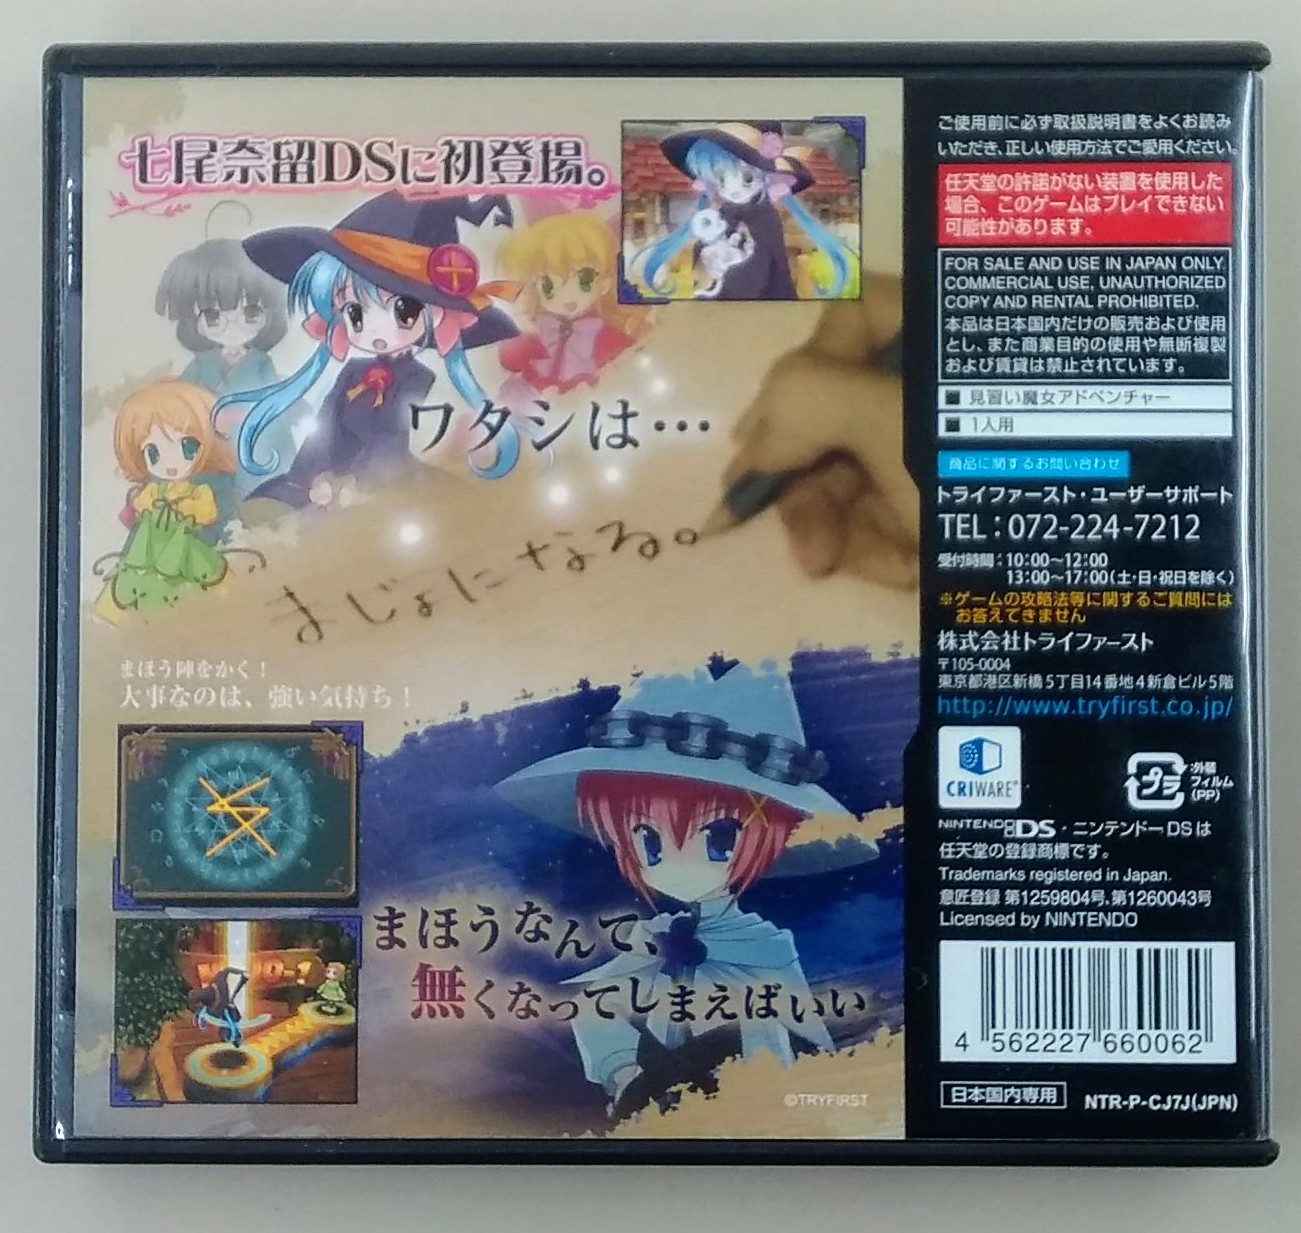 七尾奈留DSに初登場。
ワタシは…
まじょになる。
まほう陣をかく！
大事なのは、強い気持ち！
まほうなんて、
無くなってしまえばいい
©TRYFIRST
ご使用前に必ず取扱説明書をよくお読み
いただき、正しい使用方法でご愛用ください。
任天堂の許諾がない装置を使用した
場合、このゲームはプレイできない
可能性があります。
FOR SALE AND USE IN JAPAN ONLY.
COMMERCIAL USE, UNAUTHORIZED
COPY AND RENTAL PROHIBITED.
本品は日本国内だけの販売および使用
とし、また商業目的の使用や無断複製
および賃貸は禁止されています。
■ 見習い魔女アドベンチャー
■ 1人用
商品に関するお問い合わせ
トライファースト・ユーザーサポート
TEL：072-224-7212
受付時間：10:00〜12:00
13:00〜17:00(土・日・祝日を除く)
※ゲームの攻略法等に関するご質問には
お答えできません
株式会社トライファースト
〒105-0004
東京都港区新橋5丁目14番地4新倉ビル5階
http://www.tryfirst.co.jp/
CRIWARE®
プラ
外装
フィルム
(PP)
NINTENDO DS・ニンテンドーDSは
任天堂の登録商標です。
Trademarks registered in Japan.
意匠登録 第1259804号,第1260043号
Licensed by NINTENDO
4 562227 660062
日本国内専用
NTR-P-CJ7J(JPN)